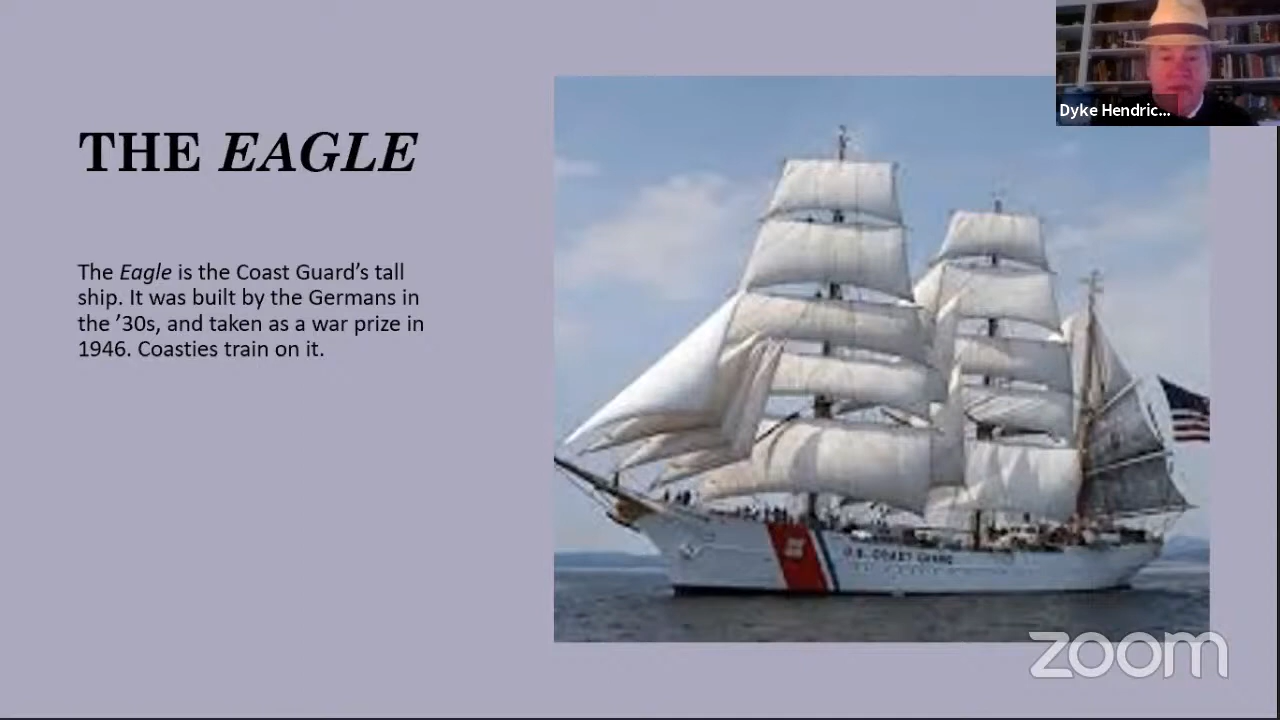 Dyke Hendric...
THE EAGLE
The Eagle is the Coast Guard’s tall
ship. It was built by the Germans in
the ’30s, and taken as a war prize in
1946. Coasties train on it.
U.S. COAST GUARD
zoom